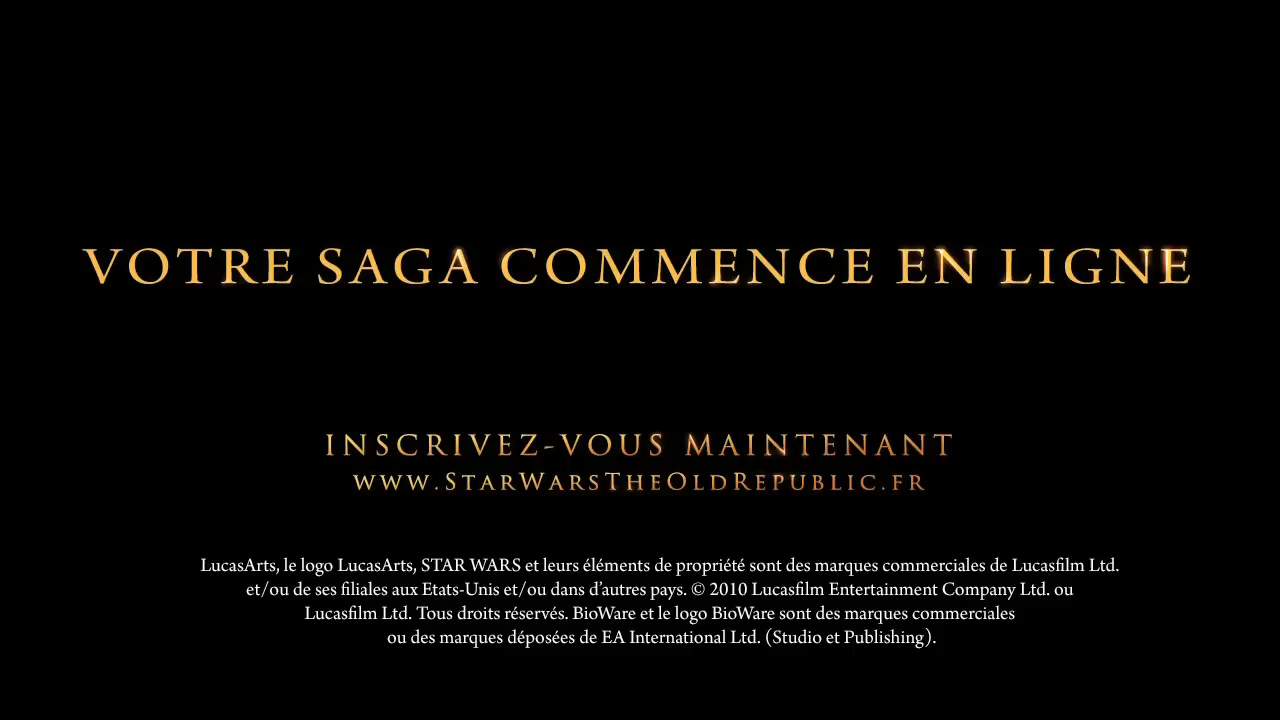 VOTRE SAGA COMMENCE EN LIGNE
INSCRIVEZ-VOUS MAINTENANT
WWW.STARWARSTHEOLDREPUBLIC.FR
LucasArts, le logo LucasArts, STAR WARS et leurs éléments de propriété sont des marques commerciales de Lucasfilm Ltd.
et/ou de ses filiales aux Etats-Unis et/ou dans d’autres pays. © 2010 Lucasfilm Entertainment Company Ltd. ou
Lucasfilm Ltd. Tous droits réservés. BioWare et le logo BioWare sont des marques commerciales
ou des marques déposées de EA International Ltd. (Studio et Publishing).